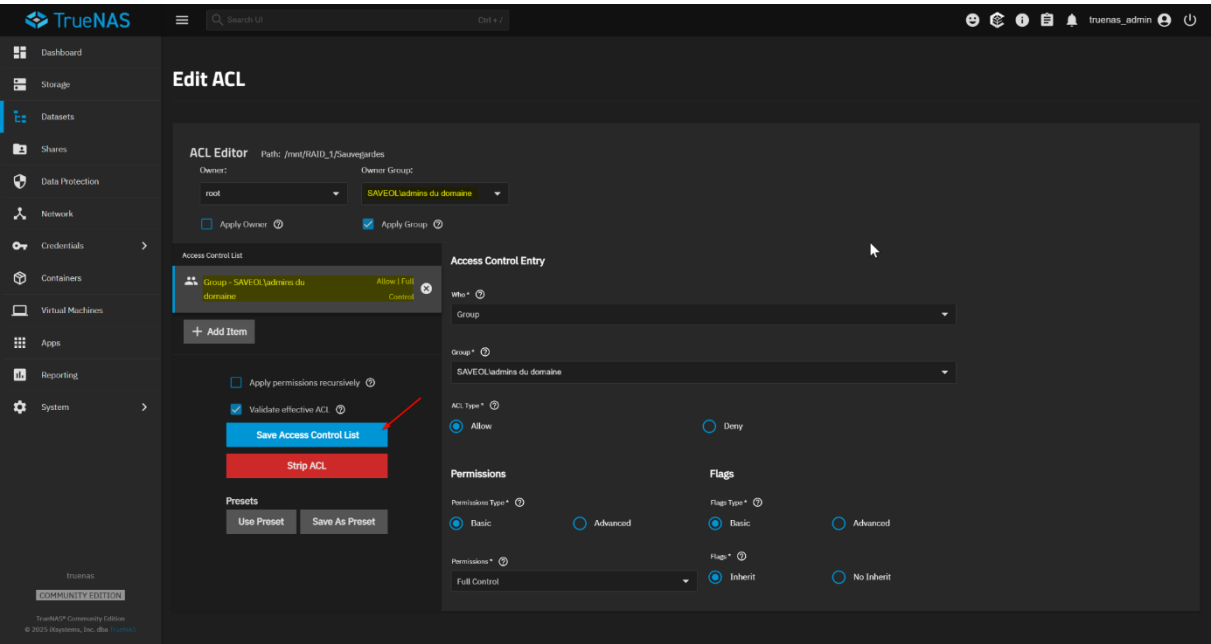 TrueNAS
Search UI
Ctrl + /
truenas_admin
Dashboard
Storage
Datasets
Shares
Data Protection
Network
Credentials
Containers
Virtual Machines
Apps
Reporting
System
truenas
COMMUNITY EDITION
TrueNAS® Community Edition
© 2025 iXsystems, Inc. dba TrueNAS
Edit ACL
ACL Editor Path: /mnt/RAID_1/Sauvegardes
Owner: Owner Group:
root SAVEOL\admins du domaine
Apply Owner Apply Group
Access Control List
Group - SAVEOL\admins du
domaine
Allow | Full
Control
+ Add Item
Apply permissions recursively
Validate effective ACL
Save Access Control List
Strip ACL
Presets
Use Preset Save As Preset
Access Control Entry
Who *
Group
Group *
SAVEOL\admins du domaine
ACL Type *
Allow Deny
Permissions Flags
Permissions Type * Flags Type *
Basic Advanced Basic Advanced
Permissions * Flags *
Full Control Inherit No Inherit